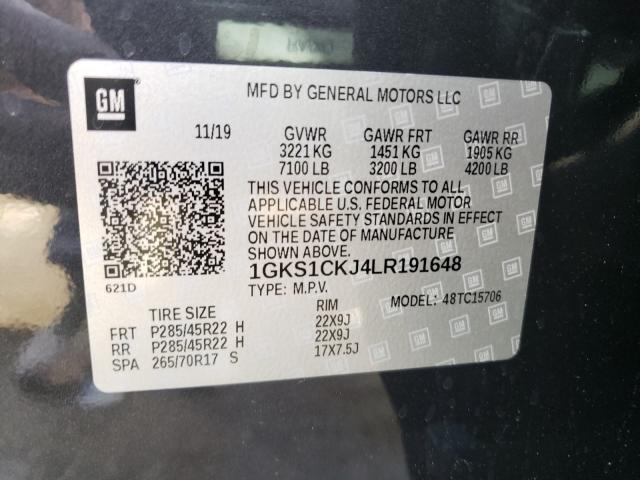 GM
MFD BY GENERAL MOTORS LLC
11/19 GVWR GAWR FRT GAWR RR
3221 KG 1451 KG 1905 KG
7100 LB 3200 LB 4200 LB
THIS VEHICLE CONFORMS TO ALL
APPLICABLE U.S. FEDERAL MOTOR
VEHICLE SAFETY STANDARDS IN EFFECT
ON THE DATE OF MANUFACTURE
SHOWN ABOVE.
621D
1GKS1CKJ4LR191648
TYPE: M.P.V. MODEL: 48TC15706
TIRE SIZE RIM
FRT P285/45R22 H 22X9J
RR P285/45R22 H 22X9J
SPA 265/70R17 S 17X7.5J